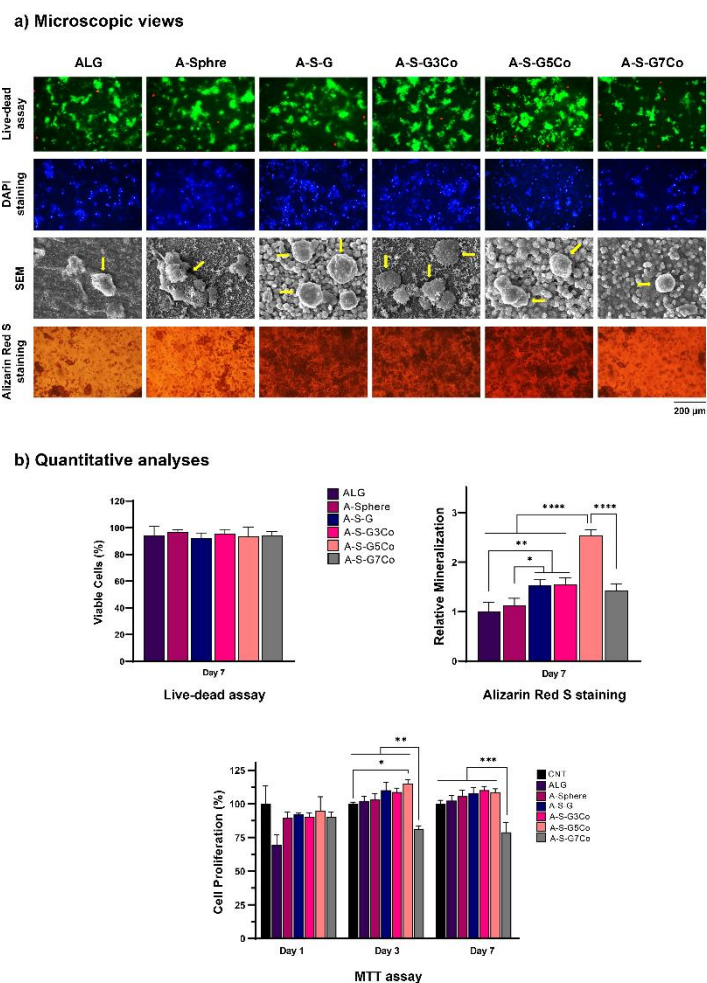 a) Microscopic views
ALG A-Sphre A-S-G A-S-G3Co A-S-G5Co A-S-G7Co
Live-dead
assay
DAPI
staining
SEM
Alizarin Red S
staining
200 µm
b) Quantitative analyses
Viable Cells (%)
120
100
80
60
40
20
0
Day 7
Live-dead assay
ALG
A-Sphere
A-S-G
A-S-G3Co
A-S-G5Co
A-S-G7Co
Relative Mineralization
3
2
1
0
**** ****
**
*
Day 7
Alizarin Red S staining
Cell Proliferation (%)
125
100
75
50
25
0
**
*
***
Day 1 Day 3 Day 7
MTT assay
CNT
ALG
A-Sphere
A-S-G
A-S-G3Co
A-S-G5Co
A-S-G7Co